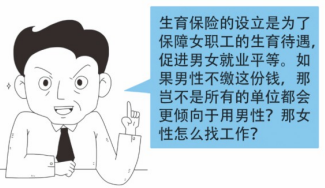 生育保险的设立是为了
保障女职工的生育待遇，
促进男女就业平等。如
果男性不缴这份钱，那
岂不是所有的单位都会
更倾向于用男性？那女
性怎么找工作？